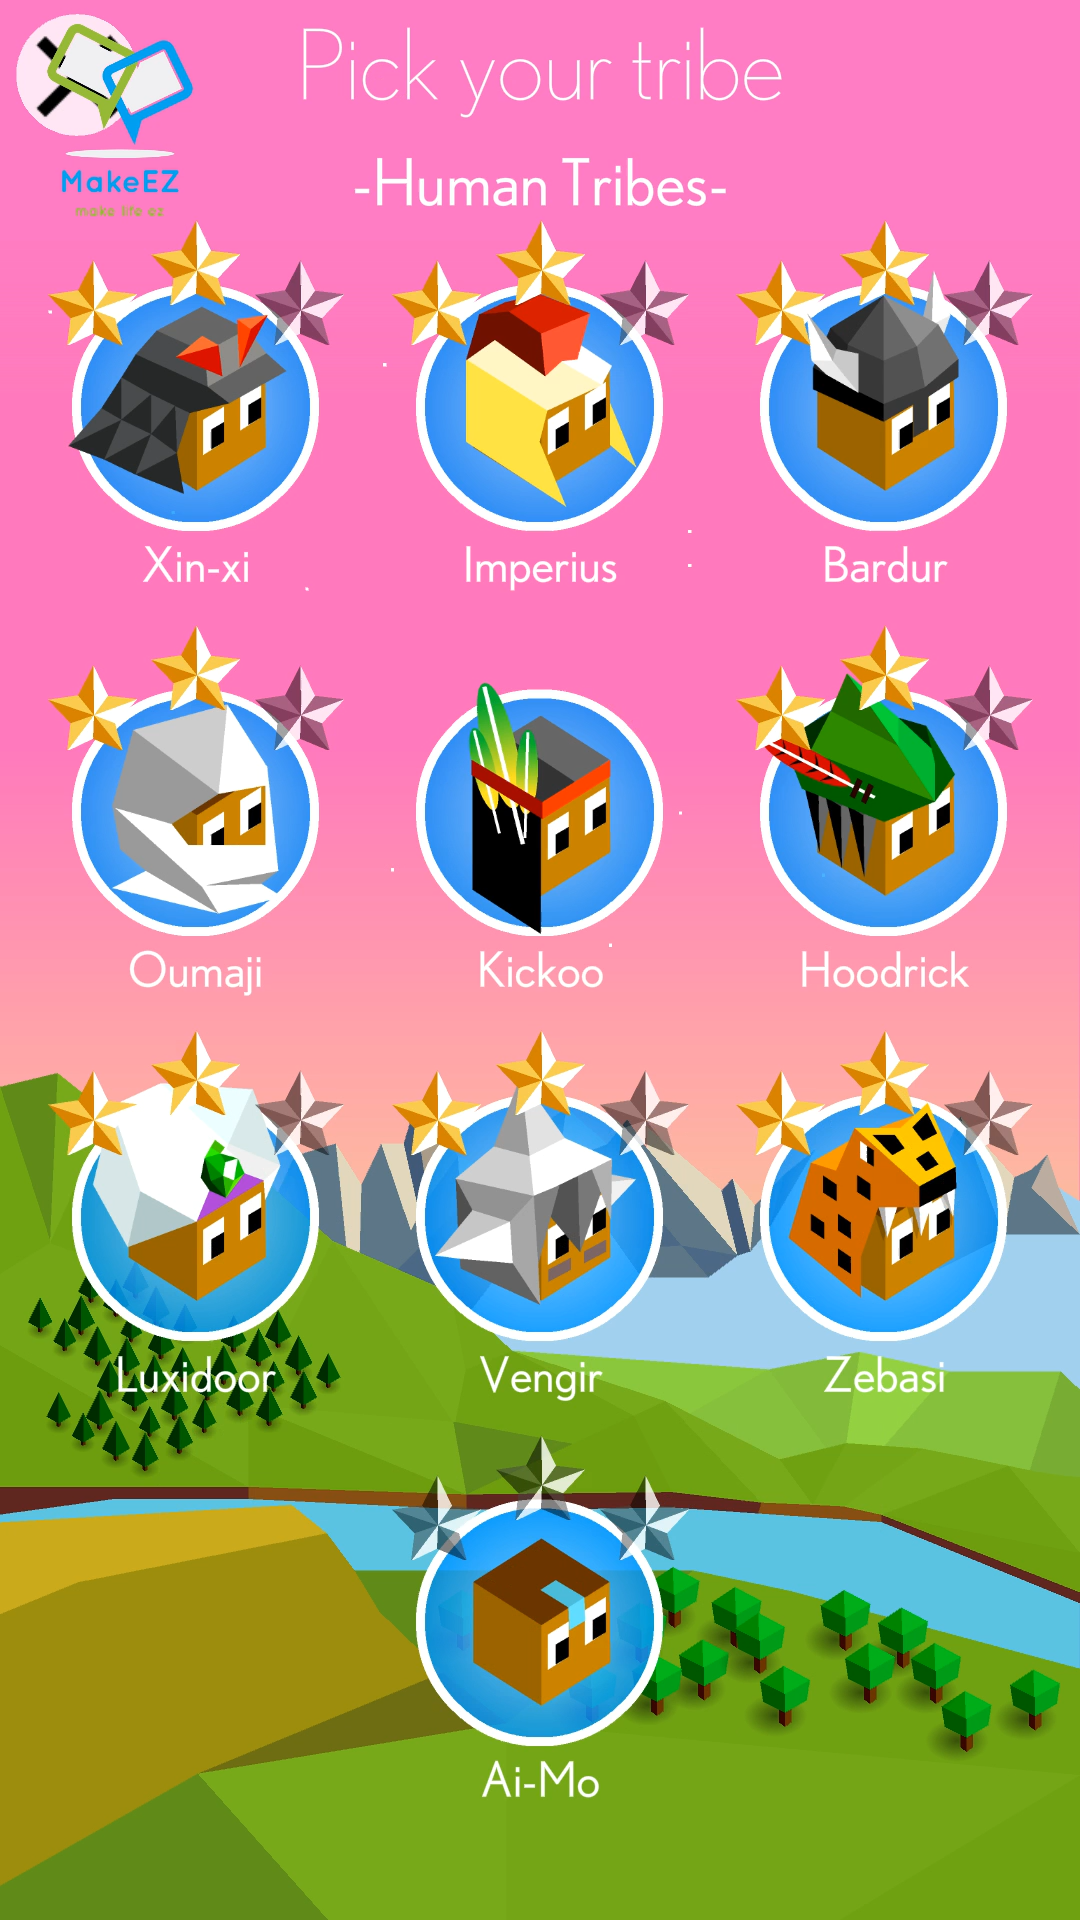 Pick your tribe
MakeEZ
make life ez
-Human Tribes-
Xin-xi
Imperius
Bardur
Oumaji
Kickoo
Hoodrick
Luxidoor
Vengir
Zebasi
Ai-Mo